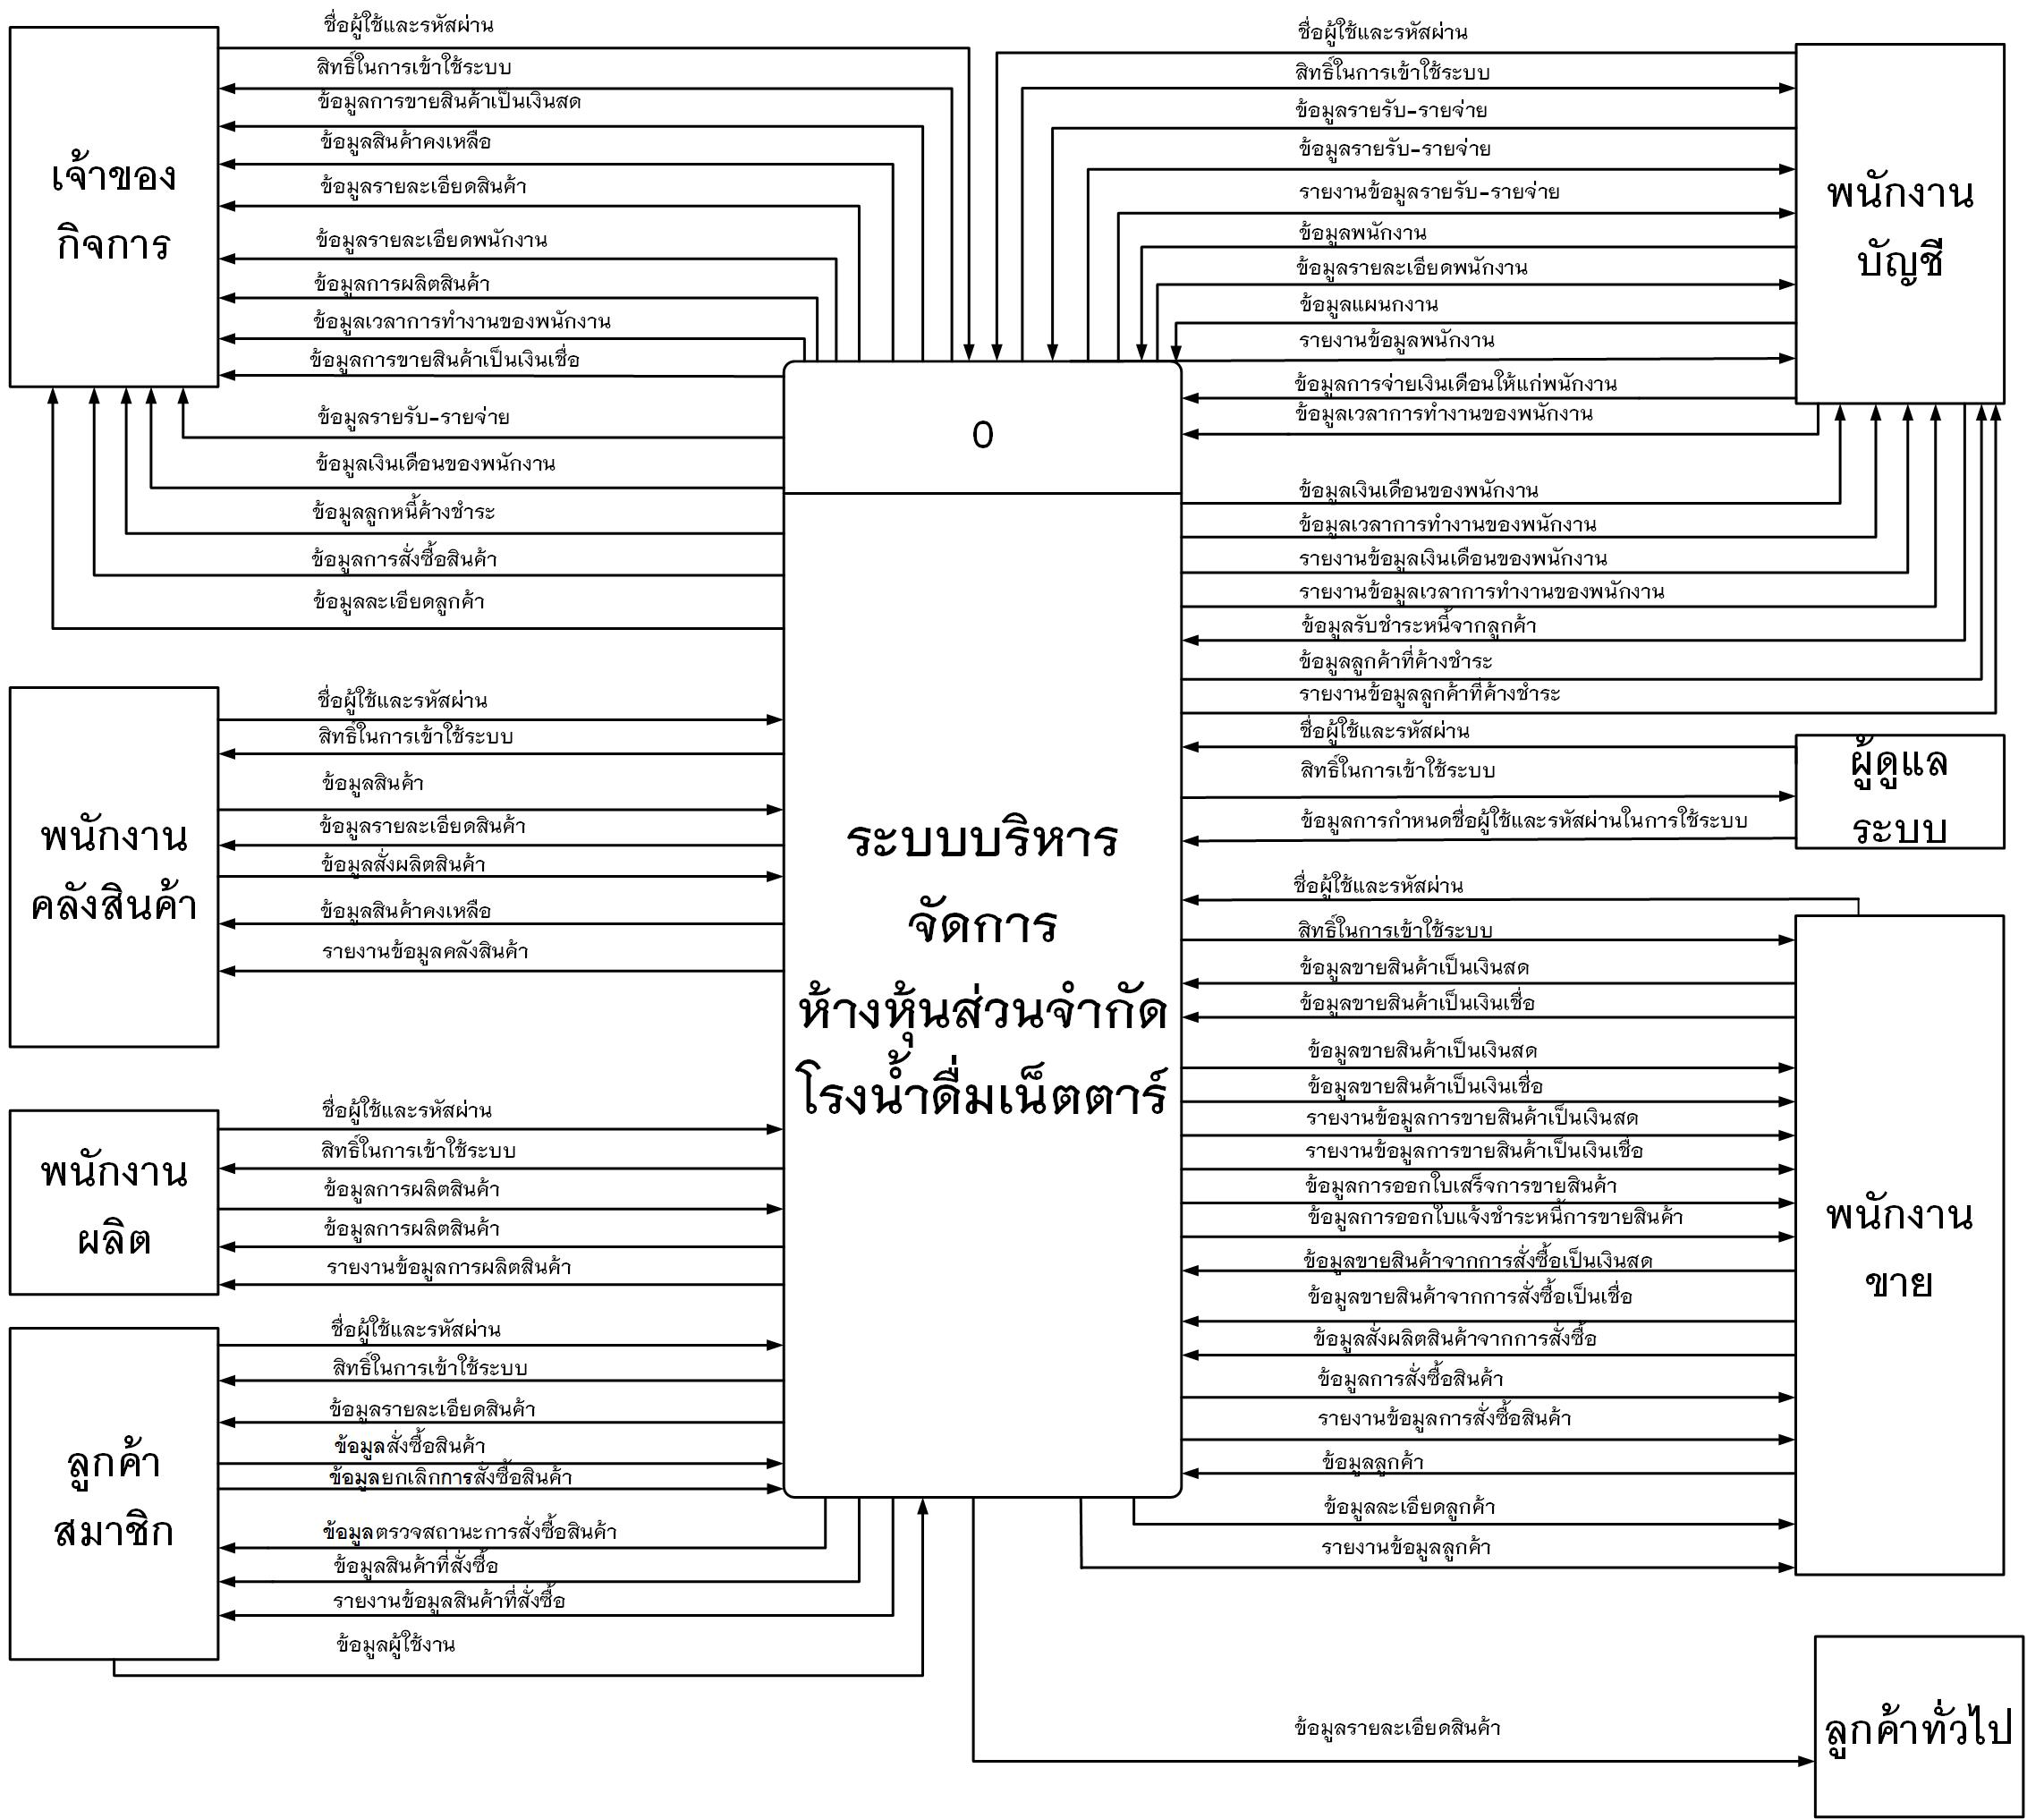 ชื่อผู้ใช้และรหัสผ่าน
สิทธิ์ในการเข้าใช้ระบบ
ข้อมูลการขายสินค้าเป็นเงินสด
ข้อมูลสินค้าคงเหลือ
ข้อมูลรายละเอียดสินค้า
ข้อมูลรายละเอียดพนักงาน
ข้อมูลการผลิตสินค้า
ข้อมูลเวลาการทำงานของพนักงาน
ข้อมูลการขายสินค้าเป็นเงินเชื่อ
เจ้าของ
กิจการ
ข้อมูลรายรับ-รายจ่าย
ข้อมูลเงินเดือนของพนักงาน
ข้อมูลลูกหนี้ค้างชำระ
ข้อมูลการสั่งซื้อสินค้า
ข้อมูลละเอียดลูกค้า
พนักงาน
คลังสินค้า
ชื่อผู้ใช้และรหัสผ่าน
สิทธิ์ในการเข้าใช้ระบบ
ข้อมูลสินค้า
ข้อมูลรายละเอียดสินค้า
ข้อมูลสั่งผลิตสินค้า
ข้อมูลสินค้าคงเหลือ
รายงานข้อมูลคลังสินค้า
พนักงาน
ผลิต
ชื่อผู้ใช้และรหัสผ่าน
สิทธิ์ในการเข้าใช้ระบบ
ข้อมูลการผลิตสินค้า
ข้อมูลการผลิตสินค้า
รายงานข้อมูลการผลิตสินค้า
ลูกค้า
สมาชิก
ชื่อผู้ใช้และรหัสผ่าน
สิทธิ์ในการเข้าใช้ระบบ
ข้อมูลรายละเอียดสินค้า
ข้อมูลสั่งซื้อสินค้า
ข้อมูลยกเลิกการสั่งซื้อสินค้า
ข้อมูลตรวจสถานะการสั่งซื้อสินค้า
ข้อมูลสินค้าที่สั่งซื้อ
รายงานข้อมูลสินค้าที่สั่งซื้อ
ข้อมูลผู้ใช้งาน
0
ระบบบริหาร
จัดการ
ห้างหุ้นส่วนจำกัด
โรงน้ำดื่มเน็ตตาร์
ชื่อผู้ใช้และรหัสผ่าน
สิทธิ์ในการเข้าใช้ระบบ
ข้อมูลรายรับ-รายจ่าย
ข้อมูลรายรับ-รายจ่าย
รายงานข้อมูลรายรับ-รายจ่าย
ข้อมูลพนักงาน
ข้อมูลรายละเอียดพนักงาน
ข้อมูลแผนกงาน
รายงานข้อมูลพนักงาน
ข้อมูลการจ่ายเงินเดือนให้แก่พนักงาน
ข้อมูลเวลาการทำงานของพนักงาน
พนักงาน
บัญชี
ข้อมูลเงินเดือนของพนักงาน
ข้อมูลเวลาการทำงานของพนักงาน
รายงานข้อมูลเงินเดือนของพนักงาน
รายงานข้อมูลเวลาการทำงานของพนักงาน
ข้อมูลรับชำระหนี้จากลูกค้า
ข้อมูลลูกค้าที่ค้างชำระ
รายงานข้อมูลลูกค้าที่ค้างชำระ
ชื่อผู้ใช้และรหัสผ่าน
สิทธิ์ในการเข้าใช้ระบบ
ข้อมูลการกำหนดชื่อผู้ใช้และรหัสผ่านในการใช้ระบบ
ผู้ดูแล
ระบบ
ชื่อผู้ใช้และรหัสผ่าน
สิทธิ์ในการเข้าใช้ระบบ
ข้อมูลขายสินค้าเป็นเงินสด
ข้อมูลขายสินค้าเป็นเงินเชื่อ
ข้อมูลขายสินค้าเป็นเงินสด
ข้อมูลขายสินค้าเป็นเงินเชื่อ
รายงานข้อมูลการขายสินค้าเป็นเงินสด
รายงานข้อมูลการขายสินค้าเป็นเงินเชื่อ
ข้อมูลการออกใบเสร็จการขายสินค้า
ข้อมูลการออกใบแจ้งชำระหนี้การขายสินค้า
ข้อมูลขายสินค้าจากการสั่งซื้อเป็นเงินสด
ข้อมูลขายสินค้าจากการสั่งซื้อเป็นเชื่อ
ข้อมูลสั่งผลิตสินค้าจากการสั่งซื้อ
ข้อมูลการสั่งซื้อสินค้า
รายงานข้อมูลการสั่งซื้อสินค้า
ข้อมูลลูกค้า
ข้อมูลละเอียดลูกค้า
รายงานข้อมูลลูกค้า
พนักงาน
ขาย
ข้อมูลรายละเอียดสินค้า
ลูกค้าทั่วไป